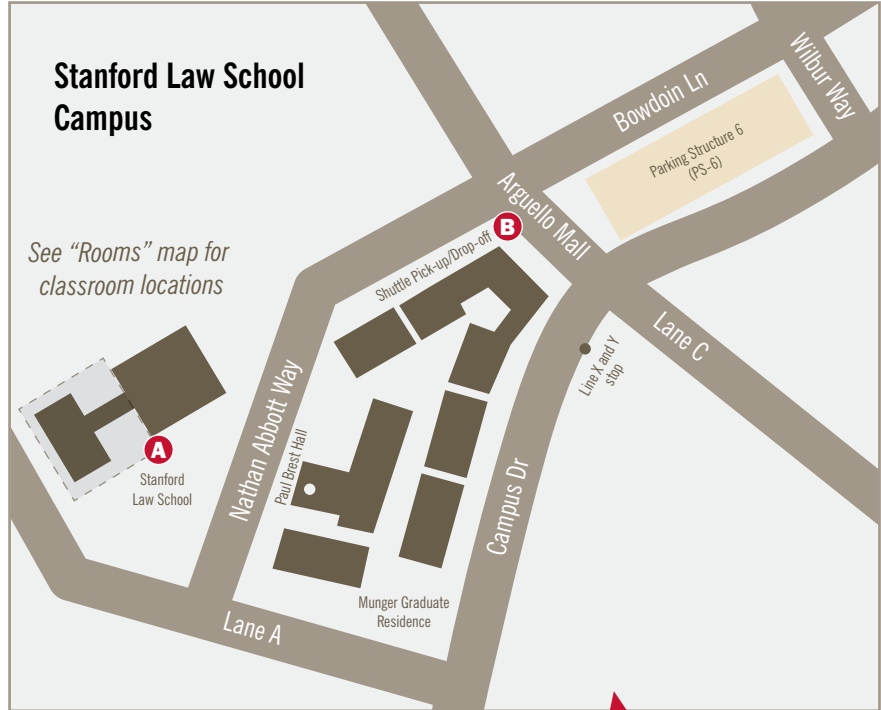 Stanford Law School
Campus
Wilbur Way
Bowdoin Ln
Parking Structure 6
(PS-6)
Arguello Mall
B
Shuttle Pick-up/Drop-off
See “Rooms” map for
classroom locations
Lane C
Line X and Y
stop
Nathan Abbott Way
Paul Brest Hall
A
Stanford
Law School
Campus Dr
Munger Graduate
Residence
Lane A